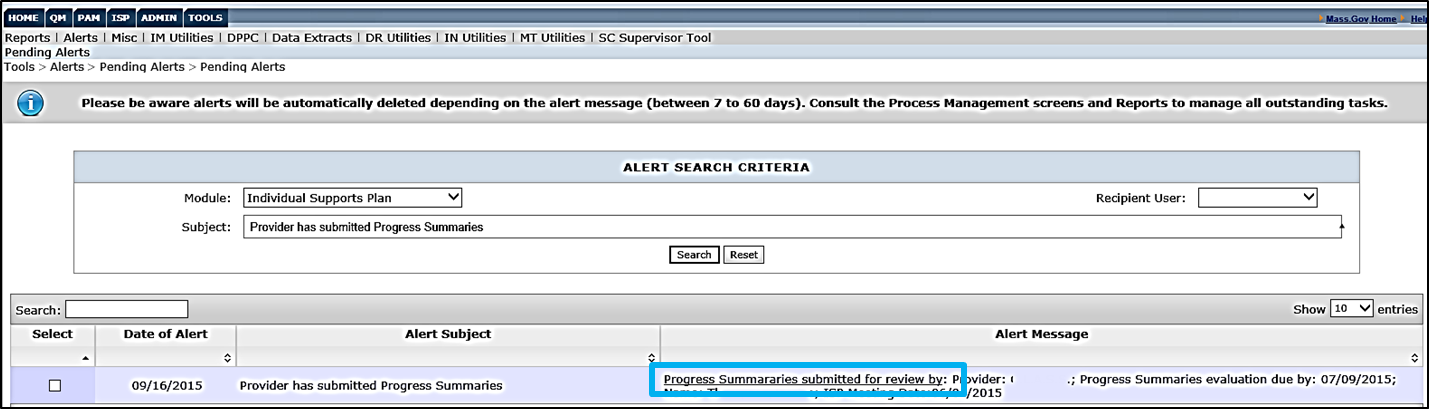 HOME QM PAM ISP ADMIN TOOLS Mass.Gov Home Help
Reports | Alerts | Misc | IM Utilities | DPPC | Data Extracts | DR Utilities | IN Utilities | MT Utilities | SC Supervisor Tool
Pending Alerts
Tools > Alerts > Pending Alerts > Pending Alerts
Please be aware alerts will be automatically deleted depending on the alert message (between 7 to 60 days). Consult the Process Management screens and Reports to manage all outstanding tasks.
ALERT SEARCH CRITERIA
Module: Individual Supports Plan Recipient User:
Subject: Provider has submitted Progress Summaries
Search Reset
Search: Show 10 entries
Select Date of Alert Alert Subject Alert Message
09/16/2015 Provider has submitted Progress Summaries Progress Summararies submitted for review by: Provider: .; Progress Summaries evaluation due by: 07/09/2015;
Name: ISP Meeting Date: